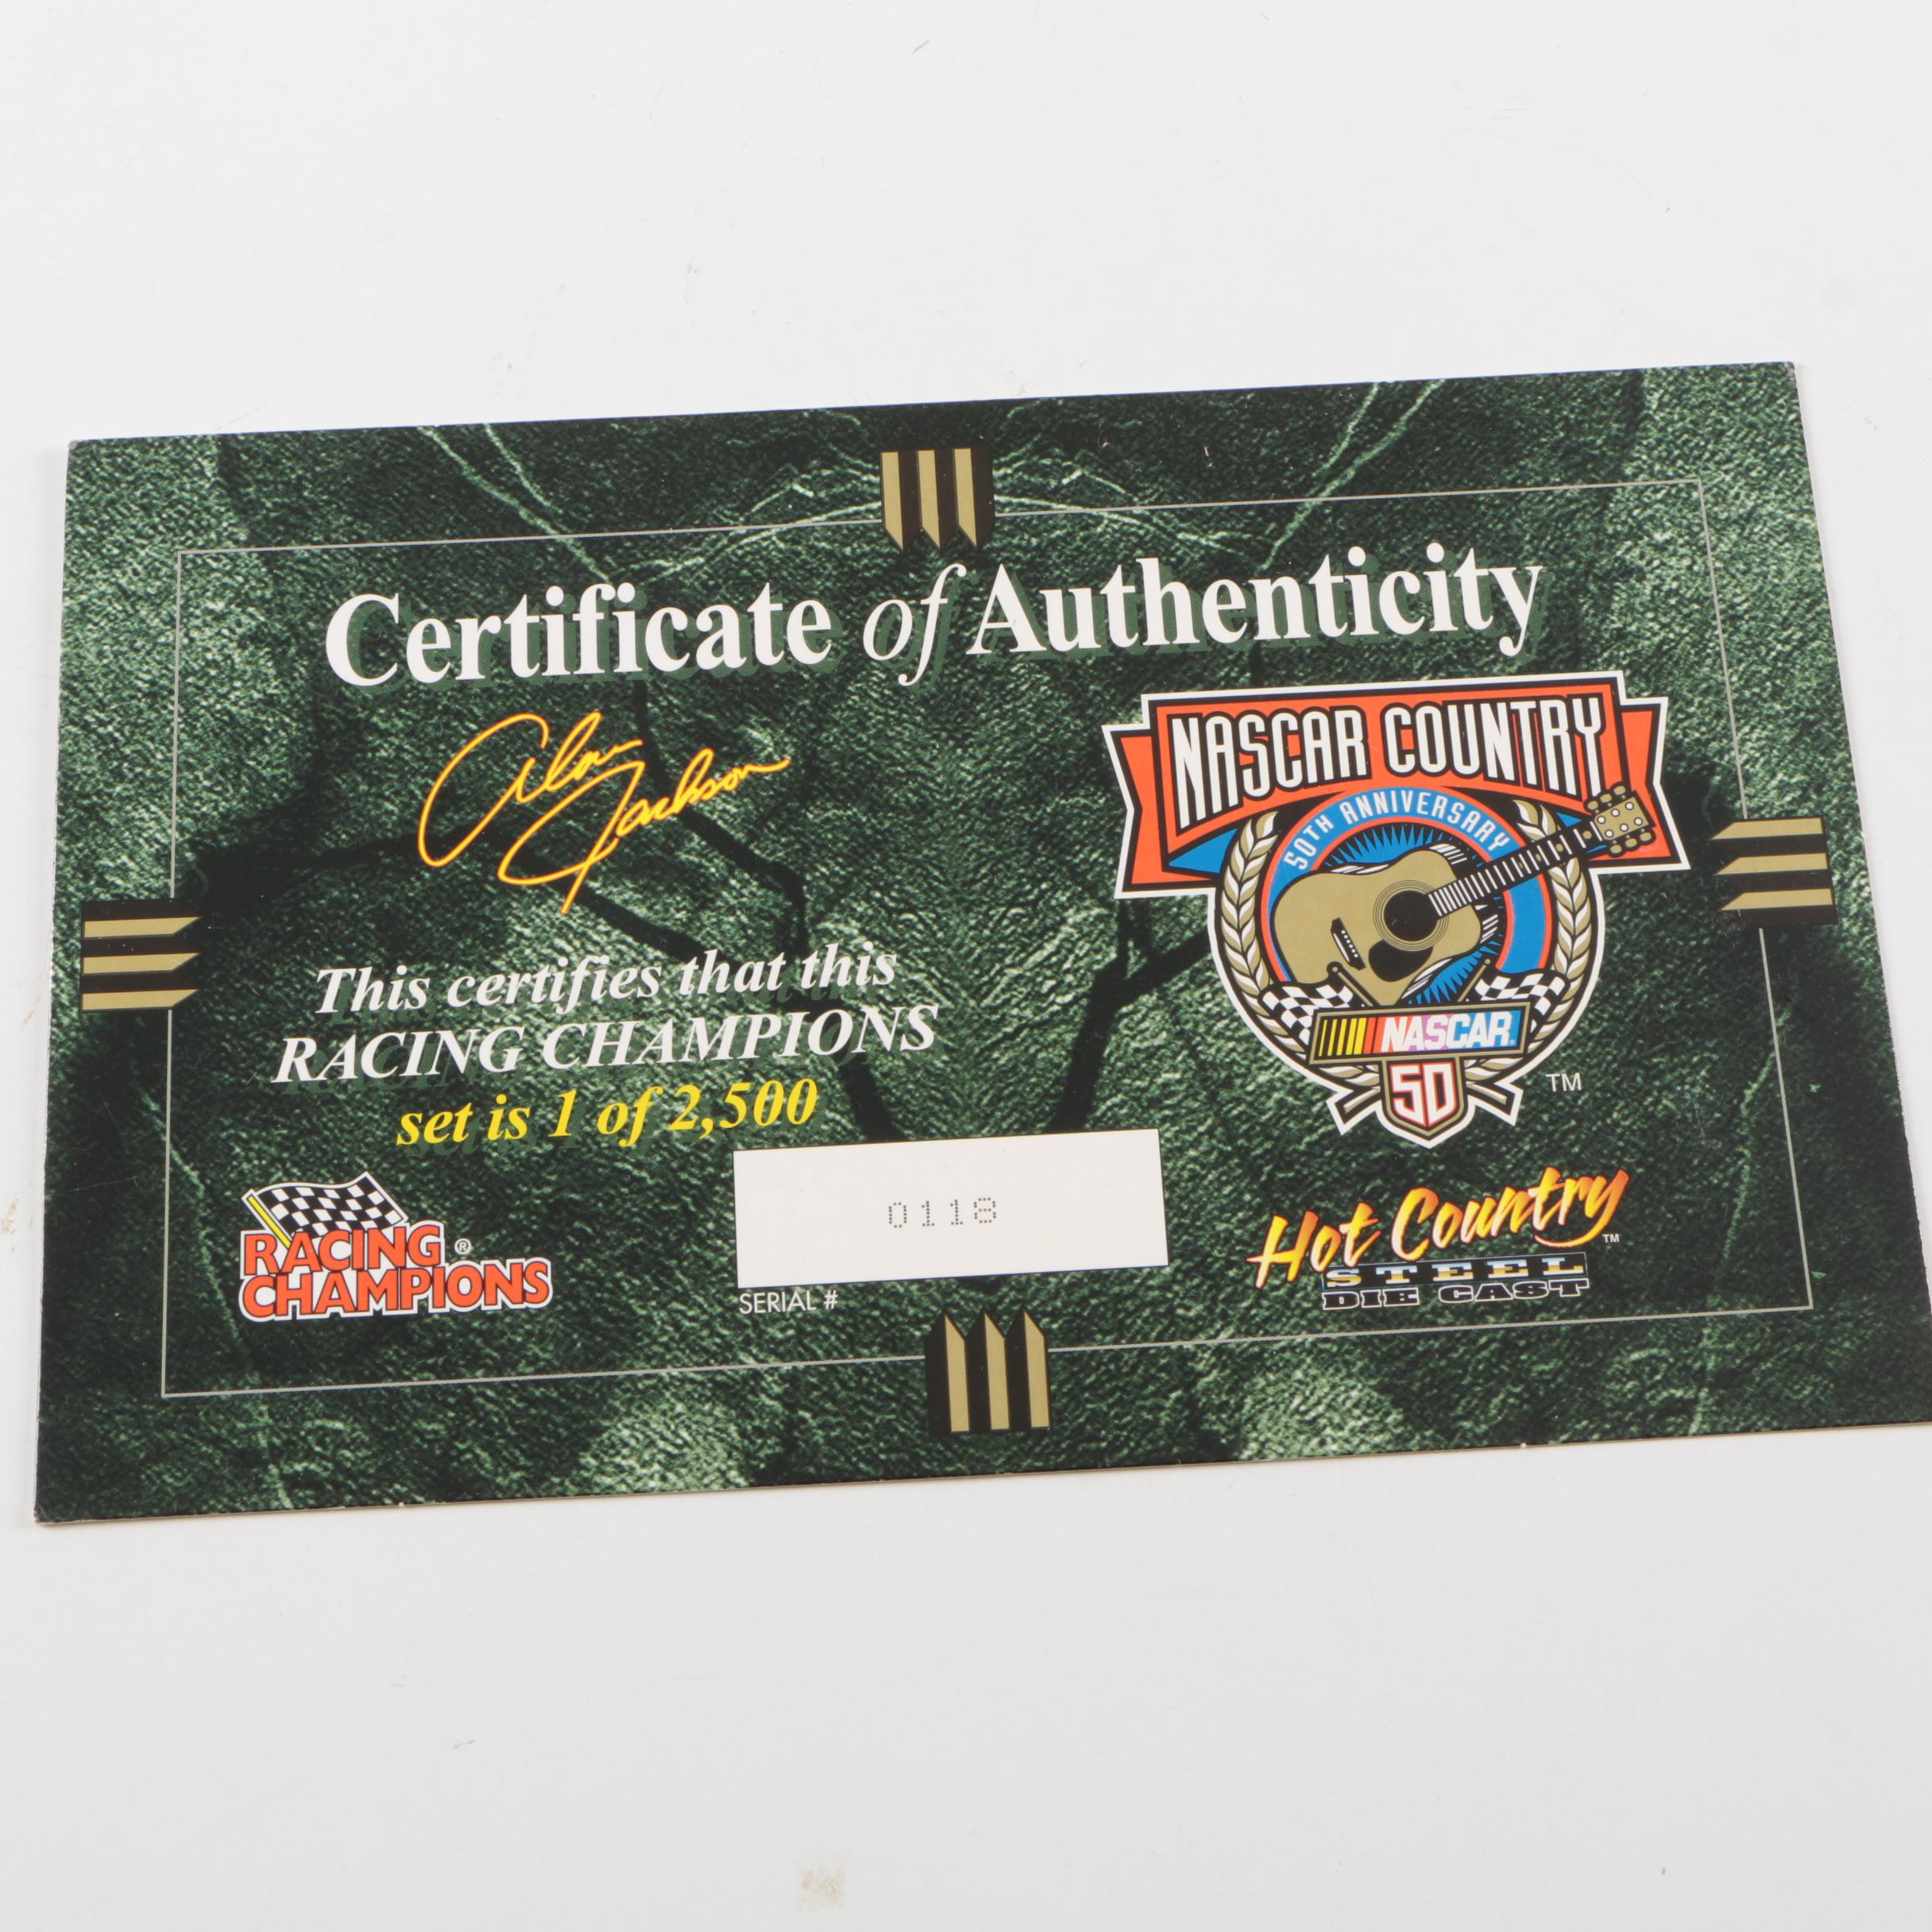 Certificate of Authenticity
Alan Jackson
NASCAR COUNTRY
50TH ANNIVERSARY
NASCAR.
50
TM
This certifies that this
RACING CHAMPIONS
set is 1 of 2,500
RACING ®
CHAMPIONS
0118
SERIAL #
Hot Country TM
STEEL
DIE CAST